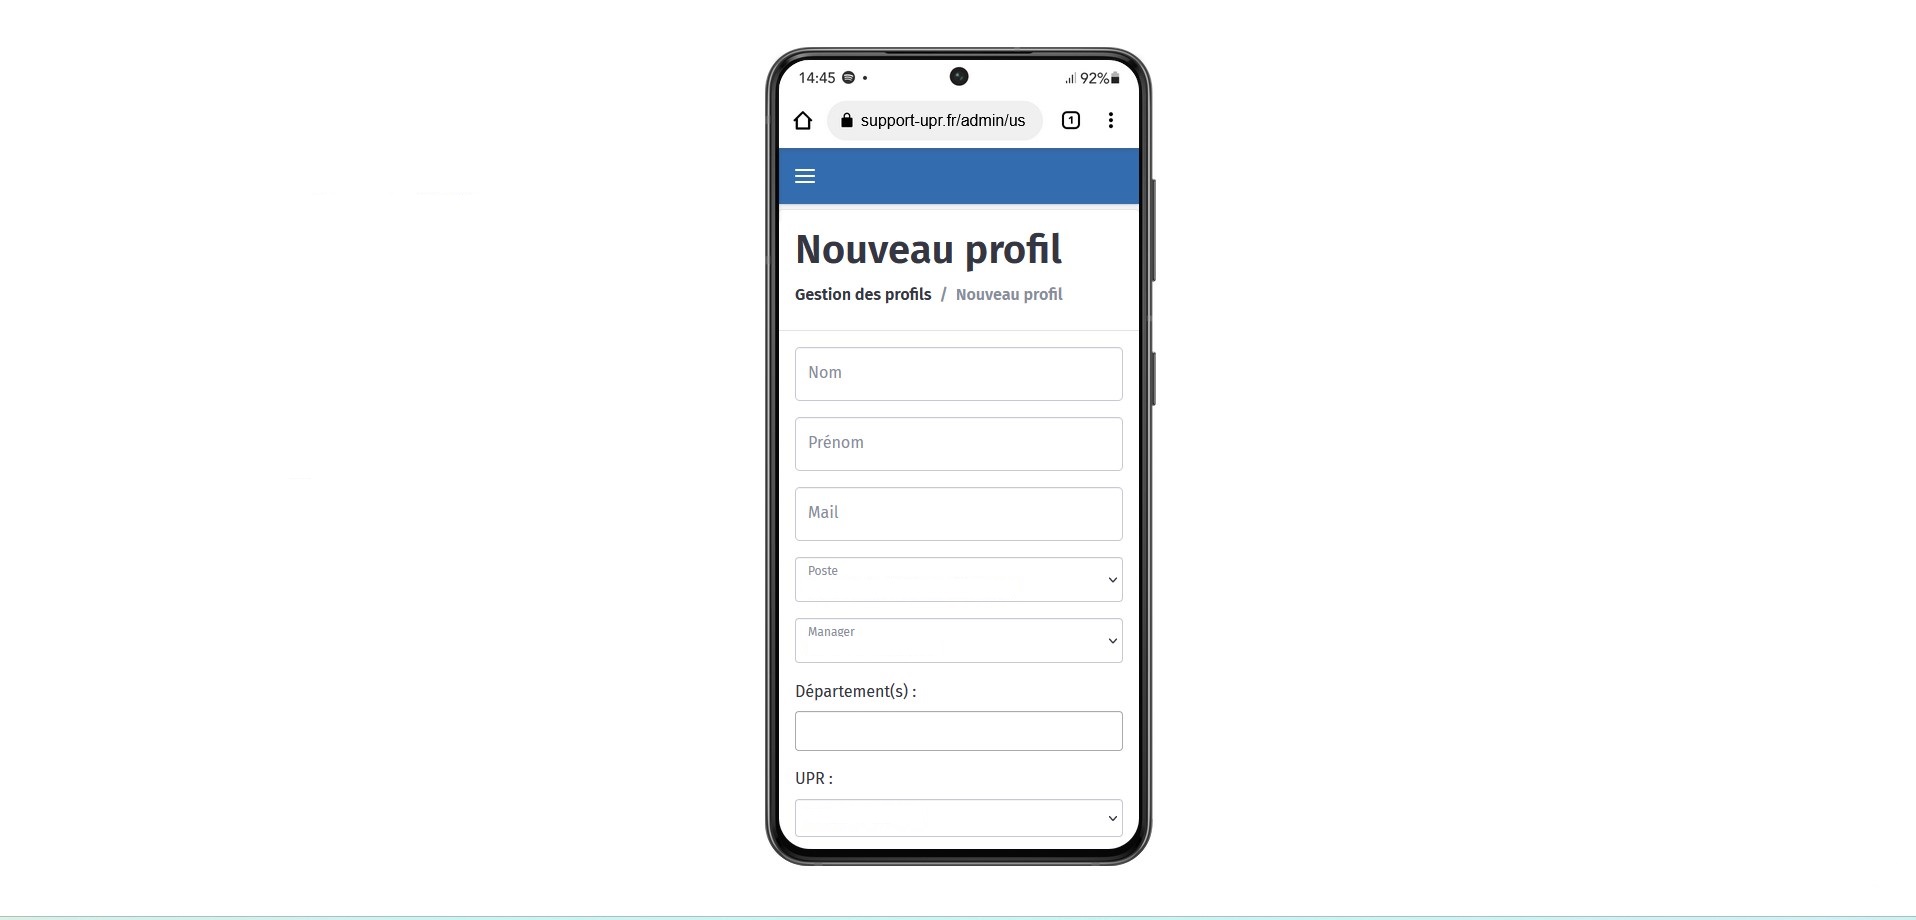 14:45
92%
support-upr.fr/admin/us
1
Nouveau profil
Gestion des profils / Nouveau profil
Nom
Prénom
Mail
Poste
Manager
Département(s) :
UPR :